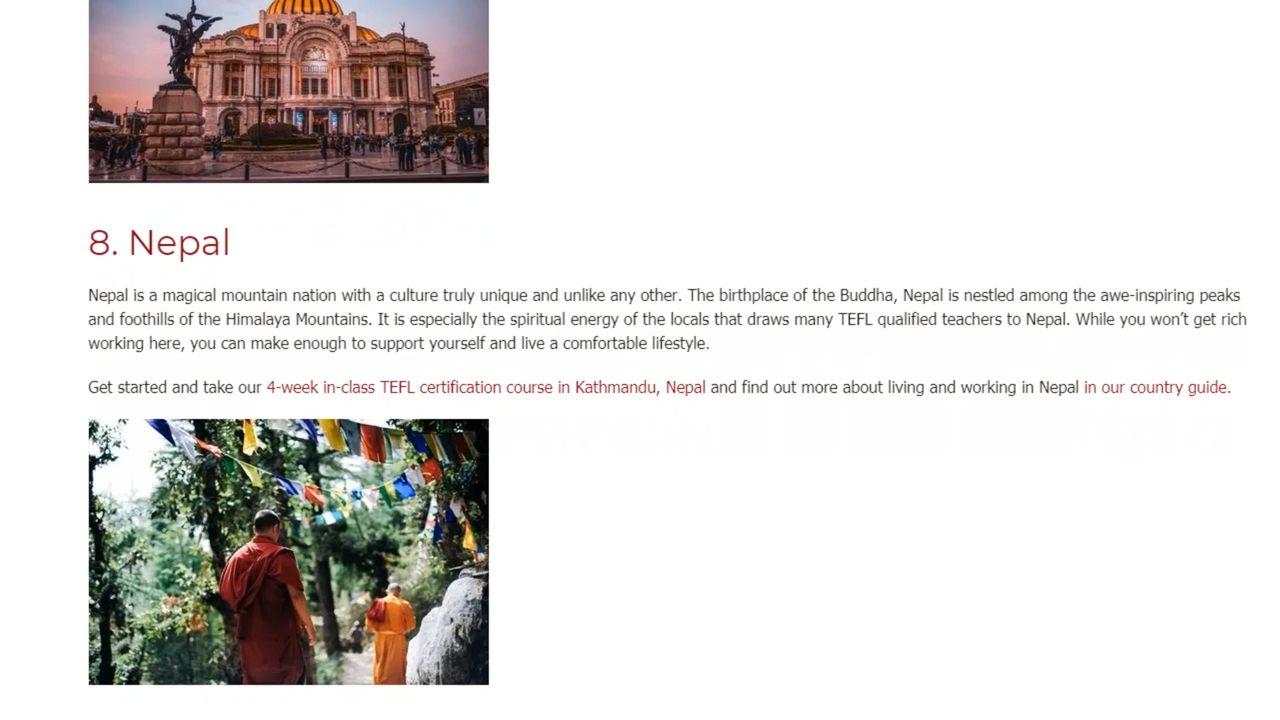 8. Nepal
Nepal is a magical mountain nation with a culture truly unique and unlike any other. The birthplace of the Buddha, Nepal is nestled among the awe-inspiring peaks
and foothills of the Himalaya Mountains. It is especially the spiritual energy of the locals that draws many TEFL qualified teachers to Nepal. While you won’t get rich
working here, you can make enough to support yourself and live a comfortable lifestyle.
Get started and take our 4-week in-class TEFL certification course in Kathmandu, Nepal and find out more about living and working in Nepal in our country guide.